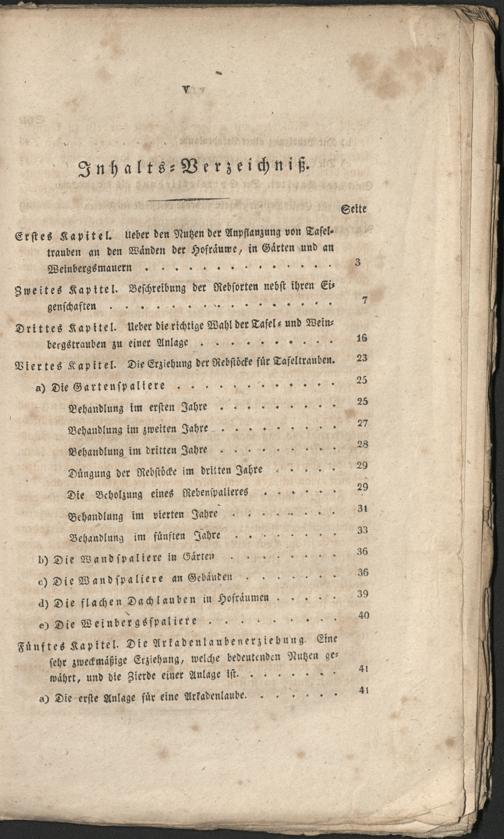 V
Inhalts=Verzeichniß.
Seite
Erstes Kapitel. Ueber den Nutzen der Anpflanzung von Tafel-
trauben an den Wänden der Hofräume, in Gärten und an
Weinbergsmauern . . . . . . . . . . . . . 3
Zweites Kapitel. Beschreibung der Rebsorten nebst ihren Ei-
genschaften . . . . . . . . . . . . . . . 7
Drittes Kapitel. Ueber die richtige Wahl der Tafel= und Wein-
bergstrauben zu einer Anlage . . . . . . . . . 16
Viertes Kapitel. Die Erziehung der Rebstöcke für Tafeltrauben. 23
a) Die Gartenspaliere . . . . . . . . . . . 25
Behandlung im ersten Jahre . . . . . . . . 25
Behandlung im zweiten Jahre . . . . . . . . 27
Behandlung im dritten Jahre . . . . . . . . 28
Düngung der Rebstöcke im dritten Jahre . . . . . 29
Die Beholzung eines Rebenspalieres . . . . . . 29
Behandlung im vierten Jahre . . . . . . . . 31
Behandlung im fünften Jahre . . . . . . . 33
b) Die Wandspaliere in Gärten . . . . . . . . 36
c) Die Wandspaliere an Gebäuden . . . . . . . 36
d) Die flachen Dachlauben in Hofräumen . . . . . 39
e) Die Weinbergsspaliere . . . . . . . . . . 40
Fünftes Kapitel. Die Arkadenlaubenerziehung. Eine
sehr zweckmäßige Erziehung, welche bedeutenden Nutzen ge-
währt, und die Zierde einer Anlage ist. . . . . . . 41
a) Die erste Anlage für eine Arkadenlaube. . . . . . . 41